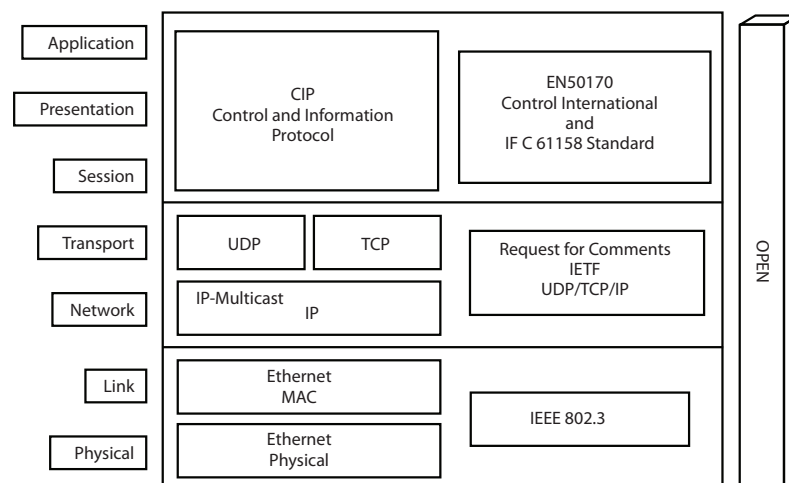 Application
Presentation
Session
CIP
Control and Information
Protocol
EN50170
Control International
and
IF C 61158 Standard
Transport
Network
UDP
TCP
IP-Multicast
IP
Request for Comments
IETF
UDP/TCP/IP
Link
Physical
Ethernet
MAC
Ethernet
Physical
IEEE 802.3
OPEN